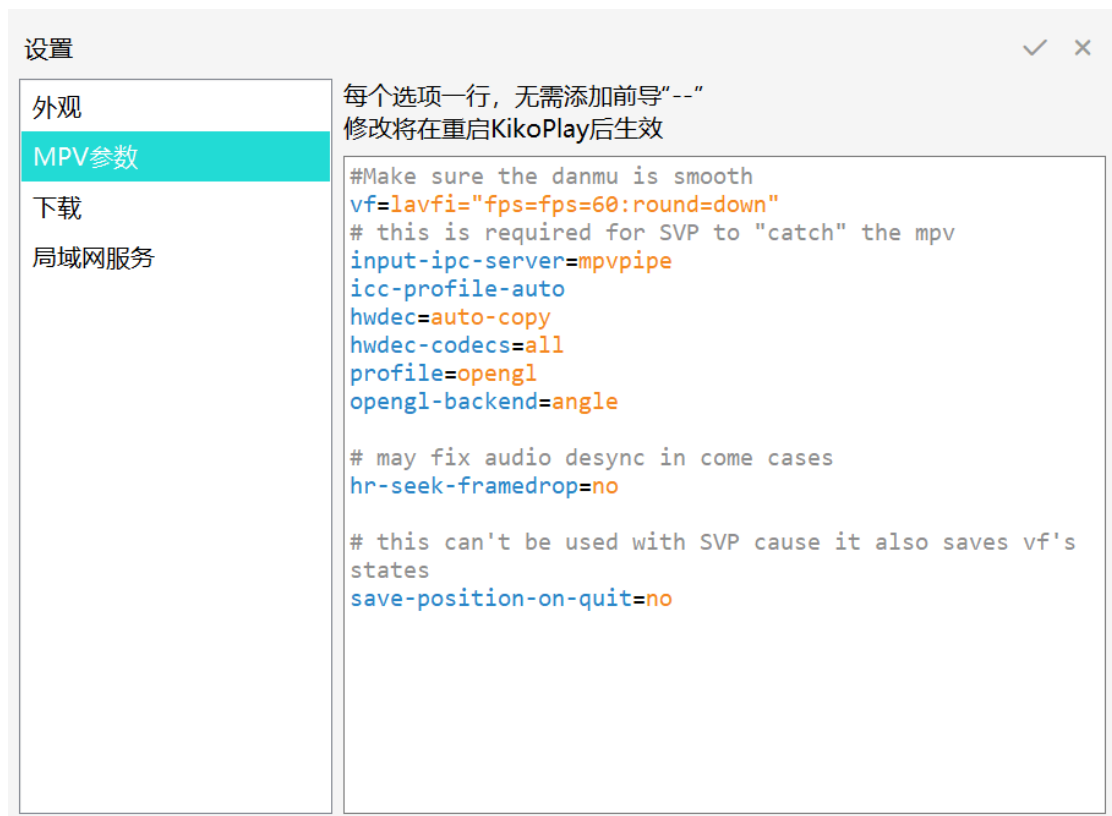 设置
外观
MPV参数
下载
局域网服务
每个选项一行，无需添加前导“--”
修改将在重启KikoPlay后生效
#Make sure the danmu is smooth
vf=lavfi="fps=fps=60:round=down"
# this is required for SVP to "catch" the mpv
input-ipc-server=mpvpipe
icc-profile-auto
hwdec=auto-copy
hwdec-codecs=all
profile=opengl
opengl-backend=angle
# may fix audio desync in come cases
hr-seek-framedrop=no
# this can't be used with SVP cause it also saves vf's
states
save-position-on-quit=no